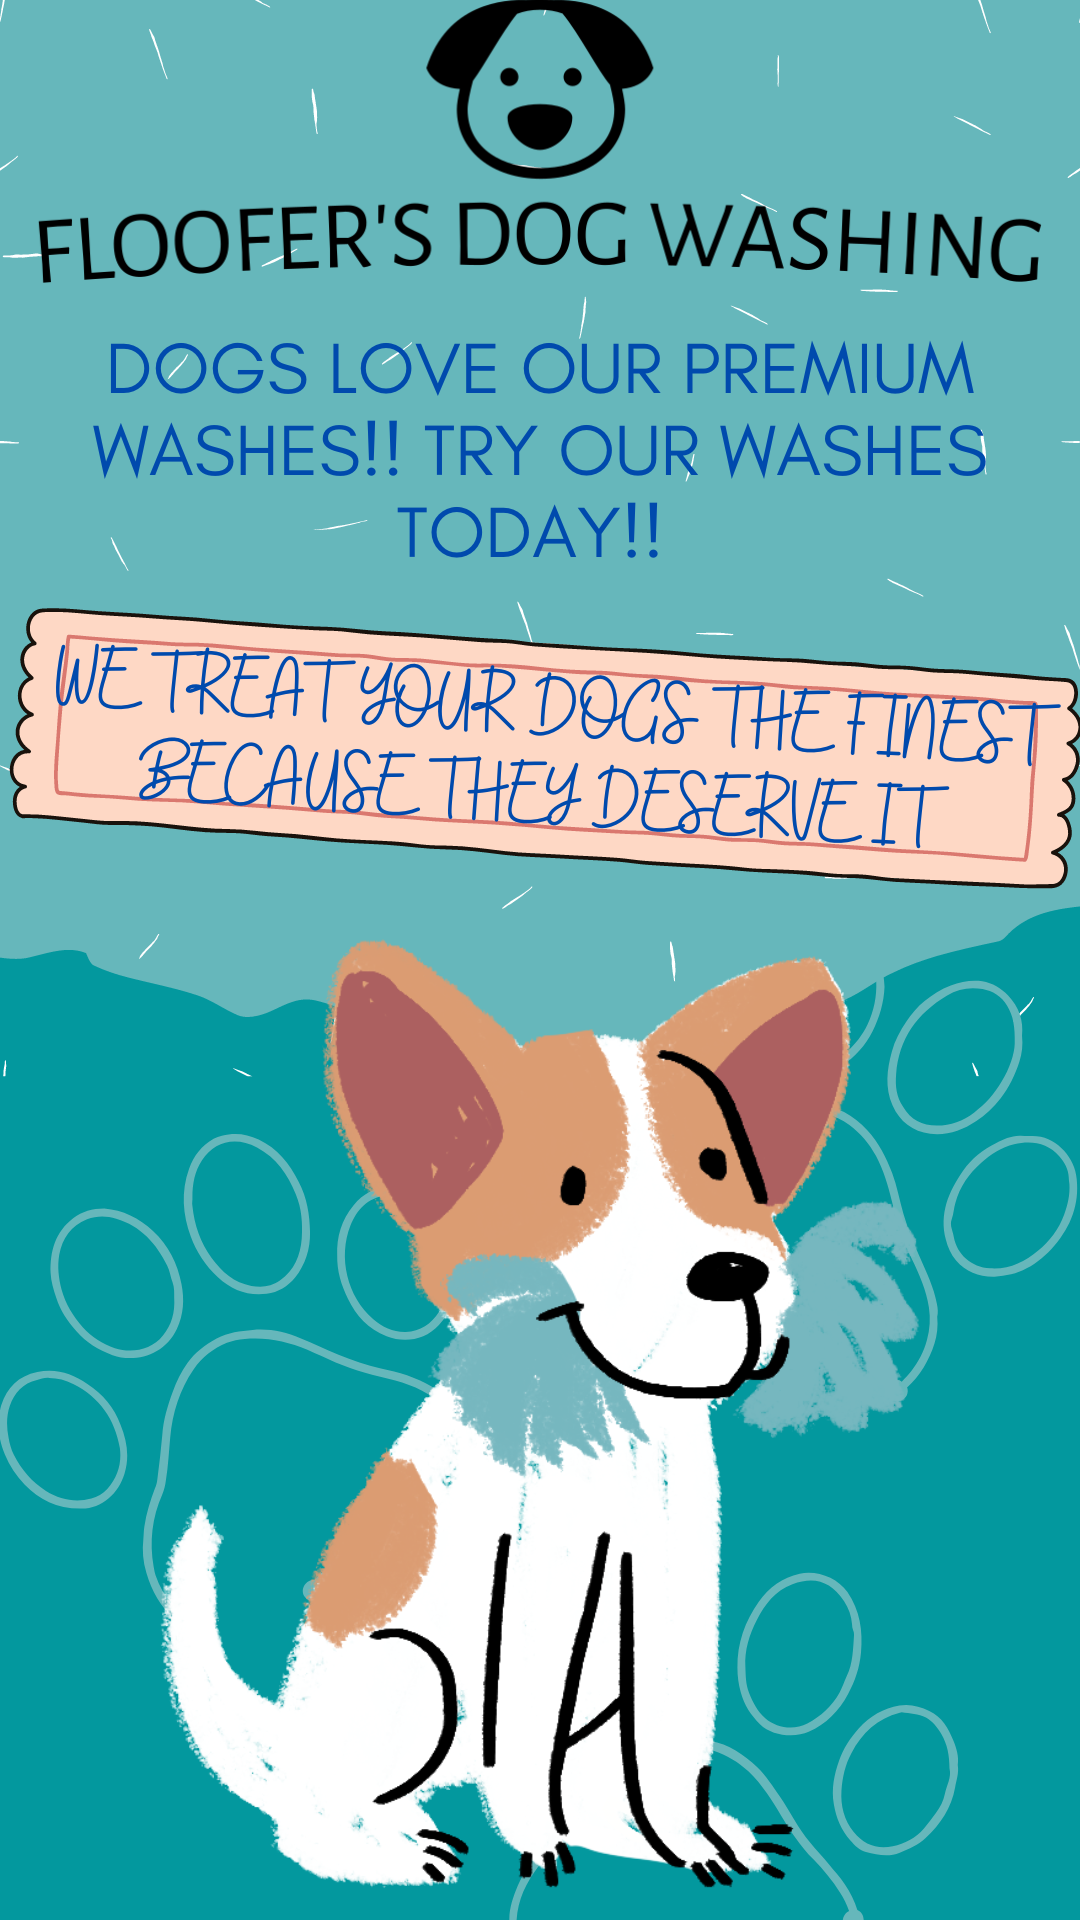 FLOOFER'S DOG WASHING
DOGS LOVE OUR PREMIUM
WASHES!! TRY OUR WASHES
TODAY!!
WE TREAT YOUR DOGS THE FINEST
BECAUSE THEY DESERVE IT